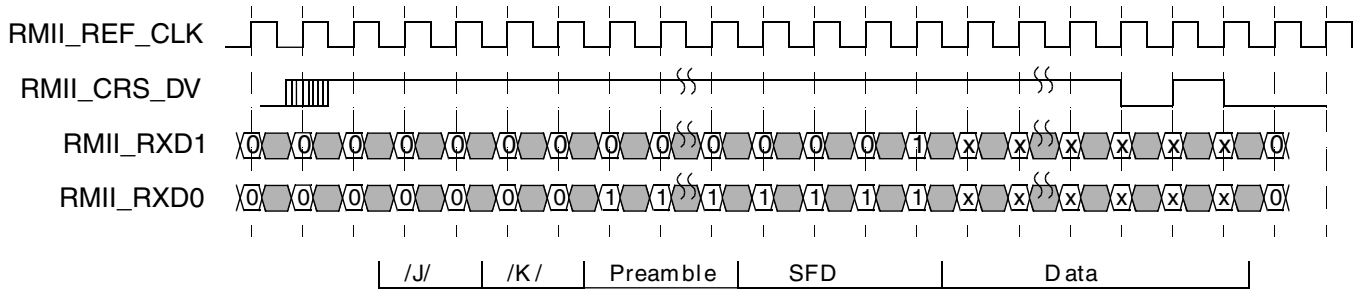 RMII_REF_CLK
RMII_CRS_DV
RMII_RXD1 0 0 0 0 0 0 0 0 0 0 0 0 0 1 x x x x x x 0
RMII_RXD0 0 0 0 0 0 0 0 1 1 1 1 1 1 1 x x x x x x 0
/J/ /K/ Preamble SFD Data